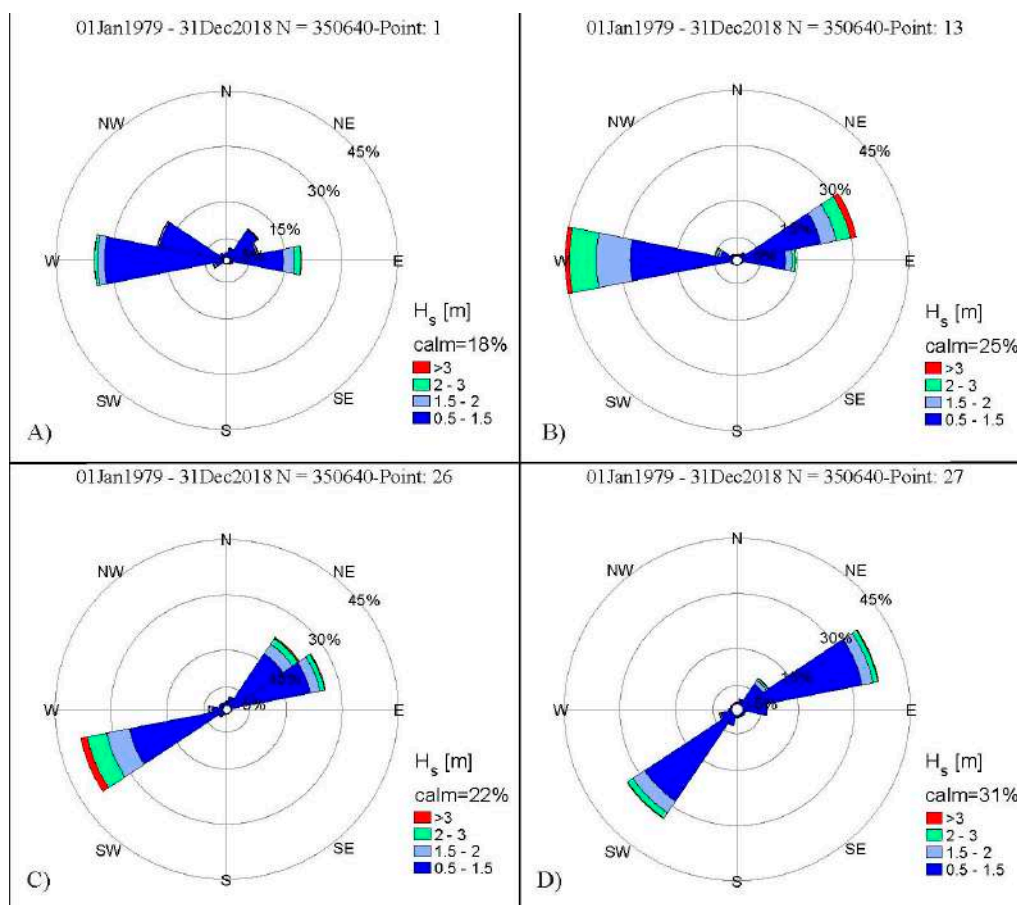 01Jan1979 - 31Dec2018 N = 350640-Point: 1
N
NW
NE
45%
30%
15%
W
E
H_s [m]
calm=18%
>3
2 - 3
1.5 - 2
0.5 - 1.5
SW
SE
S
A)
01Jan1979 - 31Dec2018 N = 350640-Point: 13
N
NW
NE
45%
30%
W
E
H_s [m]
calm=25%
>3
2 - 3
1.5 - 2
0.5 - 1.5
SW
SE
S
B)
01Jan1979 - 31Dec2018 N = 350640-Point: 26
N
NW
NE
45%
30%
15%
W
E
H_s [m]
calm=22%
>3
2 - 3
1.5 - 2
0.5 - 1.5
SW
SE
S
C)
01Jan1979 - 31Dec2018 N = 350640-Point: 27
N
NW
NE
45%
30%
W
E
H_s [m]
calm=31%
>3
2 - 3
1.5 - 2
0.5 - 1.5
SW
SE
S
D)